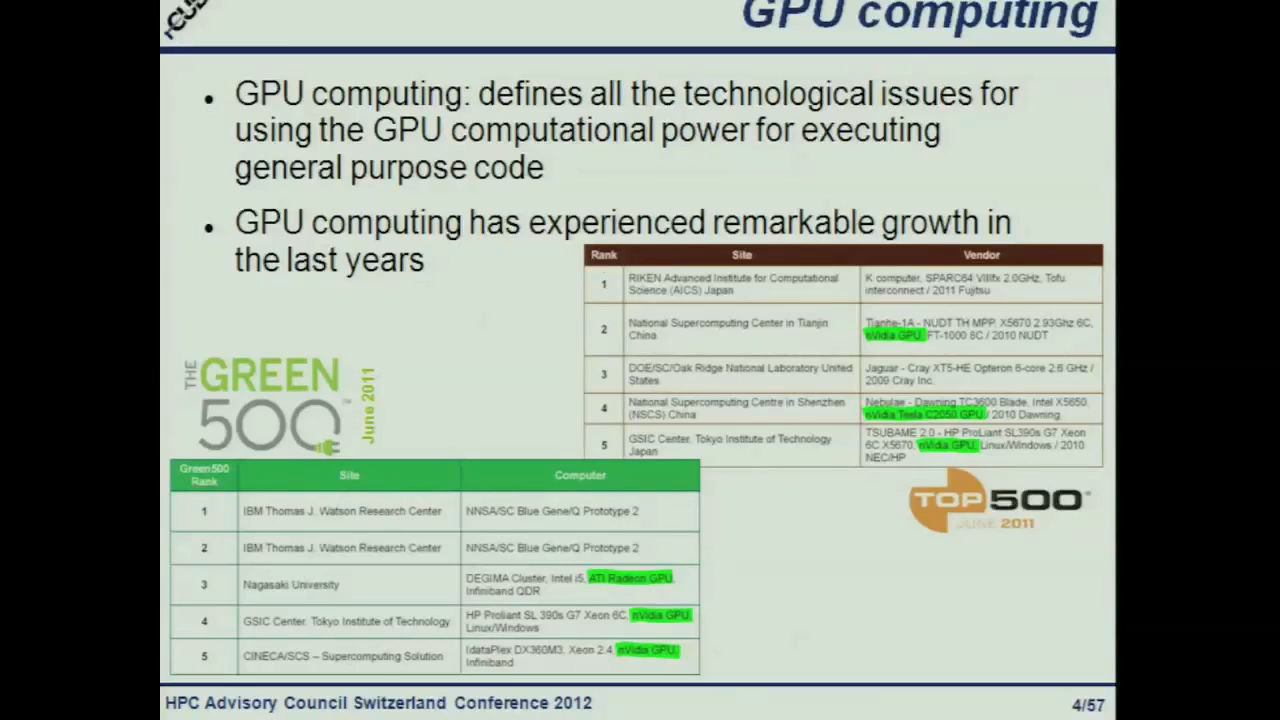 rCUD
GPU computing
• GPU computing: defines all the technological issues for
using the GPU computational power for executing
general purpose code
• GPU computing has experienced remarkable growth in
the last years
Rank Site Vendor
1 RIKEN Advanced Institute for Computational Science (AICS) Japan K computer, SPARC64 VIIIfx 2.0GHz, Tofu interconnect / 2011 Fujitsu
2 National Supercomputing Center in Tianjin China Tianhe-1A - NUDT TH MPP, X5670 2.93Ghz 6C, nVidia GPU, FT-1000 8C / 2010 NUDT
3 DOE/SC/Oak Ridge National Laboratory United States Jaguar - Cray XT5-HE Opteron 6-core 2.6 GHz / 2009 Cray Inc.
4 National Supercomputing Centre in Shenzhen (NSCS) China Nebulae - Dawning TC3600 Blade, Intel X5650, nVidia Tesla C2050 GPU / 2010 Dawning
5 GSIC Center, Tokyo Institute of Technology Japan TSUBAME 2.0 - HP ProLiant SL390s G7 Xeon 6C X5670, nVidia GPU, Linux/Windows / 2010 NEC/HP
THE GREEN
500™
June 2011
TOP 500®
JUNE 2011
Green500 Rank Site Computer
1 IBM Thomas J. Watson Research Center NNSA/SC Blue Gene/Q Prototype 2
2 IBM Thomas J. Watson Research Center NNSA/SC Blue Gene/Q Prototype 2
3 Nagasaki University DEGIMA Cluster, Intel i5, ATI Radeon GPU, Infiniband QDR
4 GSIC Center, Tokyo Institute of Technology HP Proliant SL 390s G7 Xeon 6C, nVidia GPU, Linux/Windows
5 CINECA/SCS – Supercomputing Solution IdataPlex DX360M3, Xeon 2.4, nVidia GPU, Infiniband
HPC Advisory Council Switzerland Conference 2012
4/57